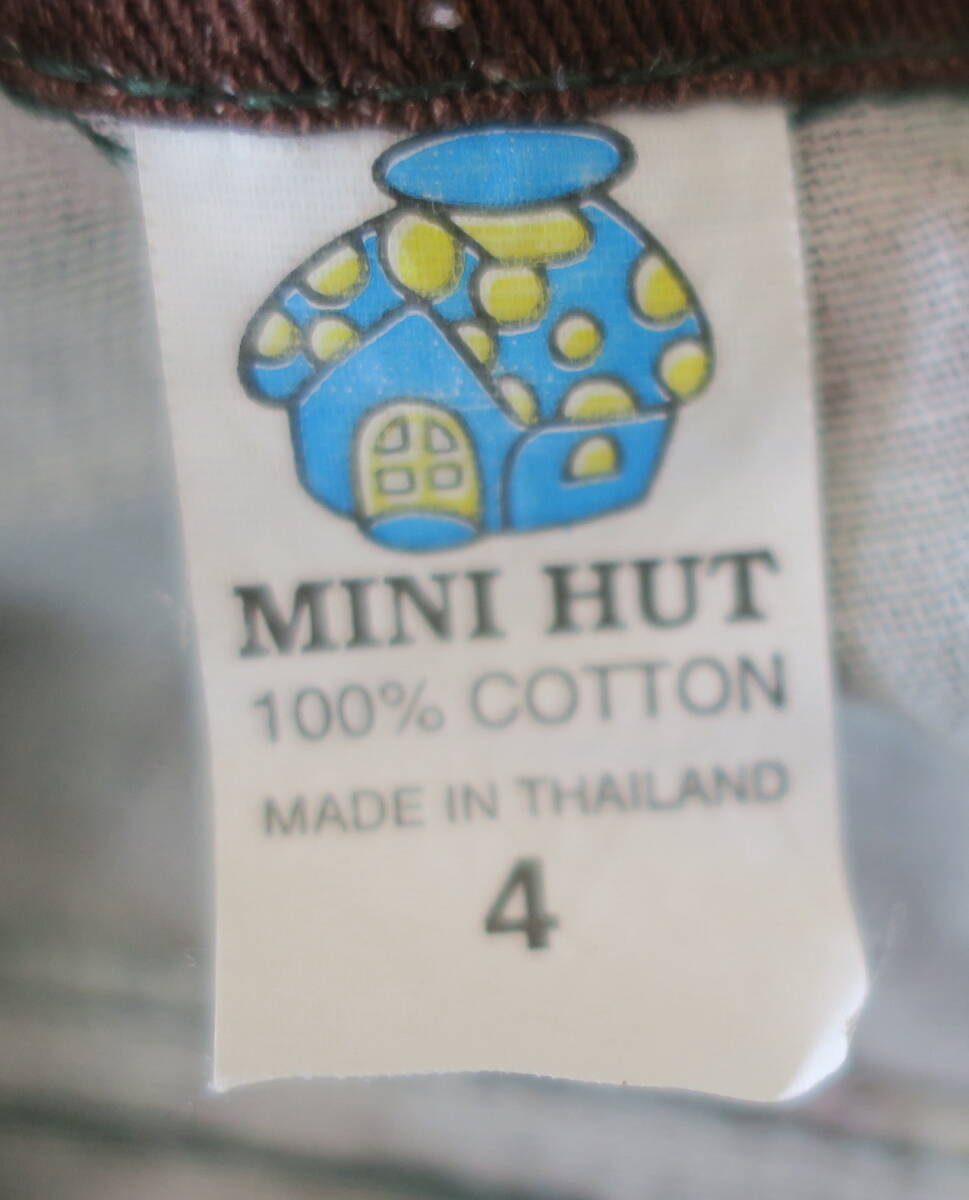 MINI HUT
100% COTTON
MADE IN THAILAND
4